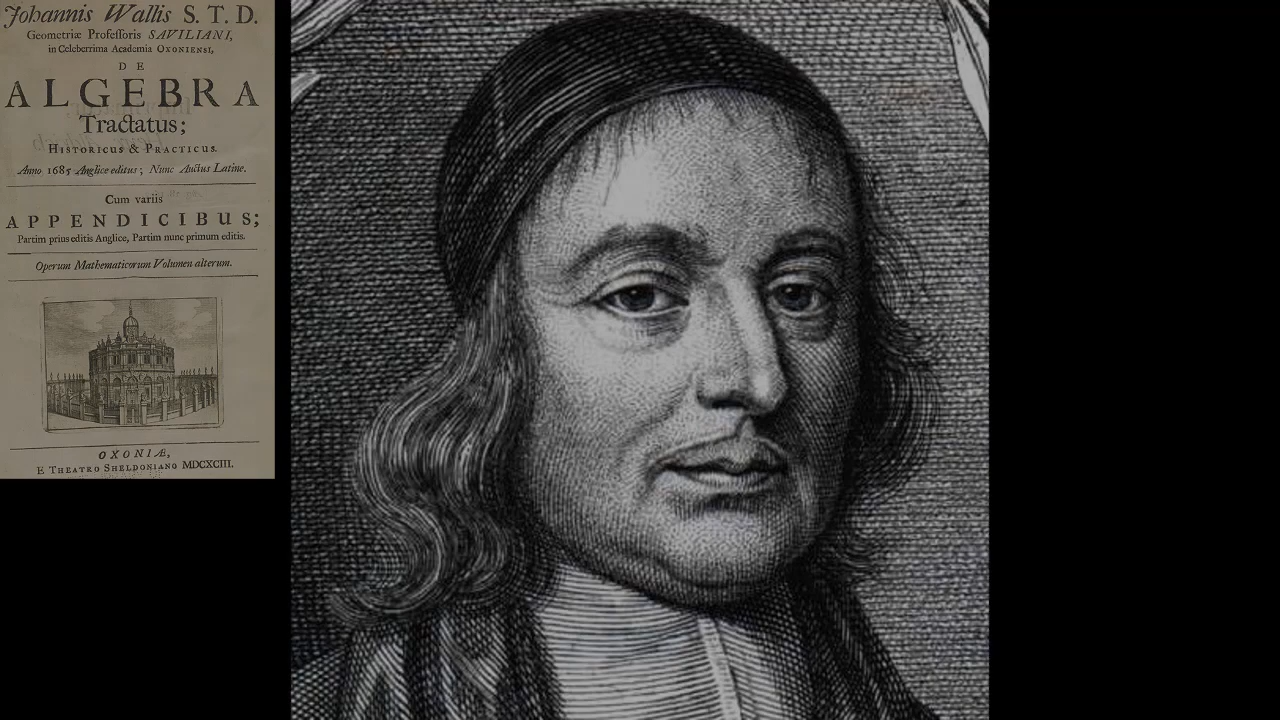 Johannis Wallis S. T. D.
Geometriæ Profeſſoris SAVILIANI,
in Celeberrima Academia OXONIENSI,
D E
ALGEBRA
Tractatus;
HISTORICUS & PRACTICUS.
Anno 1685 Anglice editus; Nunc Auctus Latine.
Cum variis
APPENDICIBUS;
Partim prius editis Anglice, Partim nunc primum editis.
Operum Mathematicorum Volumen alterum.
OXONIÆ,
E THEATRO SHELDONIANO MDCXCIII.